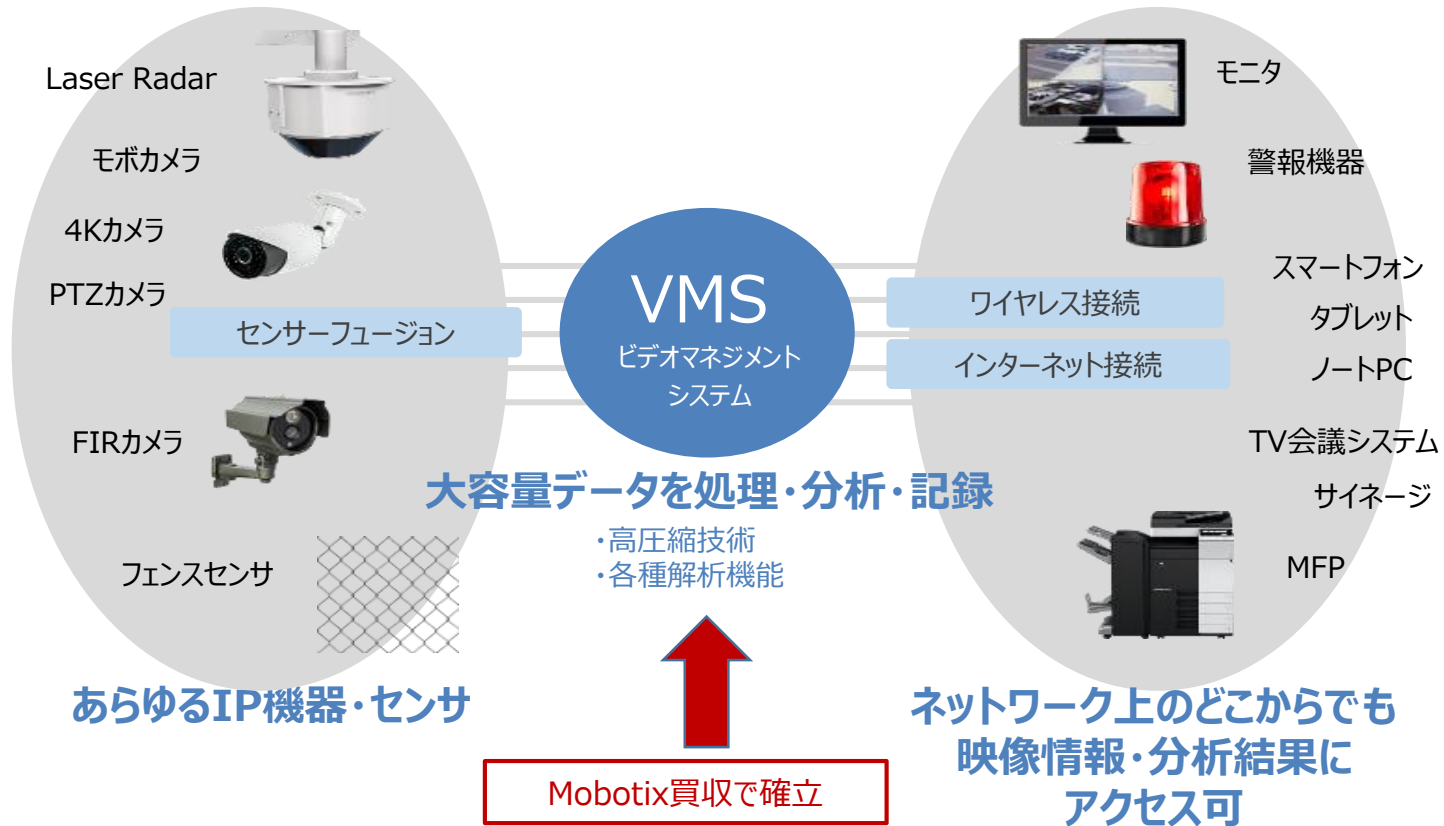 Laser Radar
モボカメラ
4Kカメラ
PTZカメラ
センサーフュージョン
FIRカメラ
フェンスセンサ
あらゆるIP機器・センサ
VMS
ビデオマネジメント
システム
大容量データを処理・分析・記録
・高圧縮技術
・各種解析機能
Mobotix買収で確立
モニタ
警報機器
スマートフォン
ワイヤレス接続
タブレット
インターネット接続
ノートPC
TV会議システム
サイネージ
MFP
ネットワーク上のどこからでも
映像情報・分析結果に
アクセス可